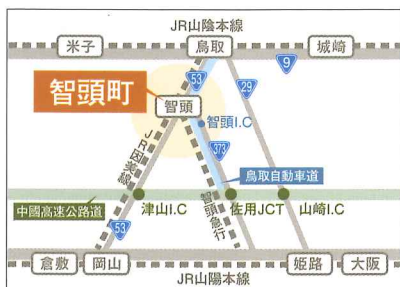 JR山陰本線
米子
鳥取
城崎
9
53
29
智頭町
智頭
智頭I.C
373
JR因美線
鳥取自動車道
智頭急行
中國高速公路道
津山I.C
佐用JCT
山崎I.C
53
倉敷
岡山
姫路
大阪
JR山陽本線